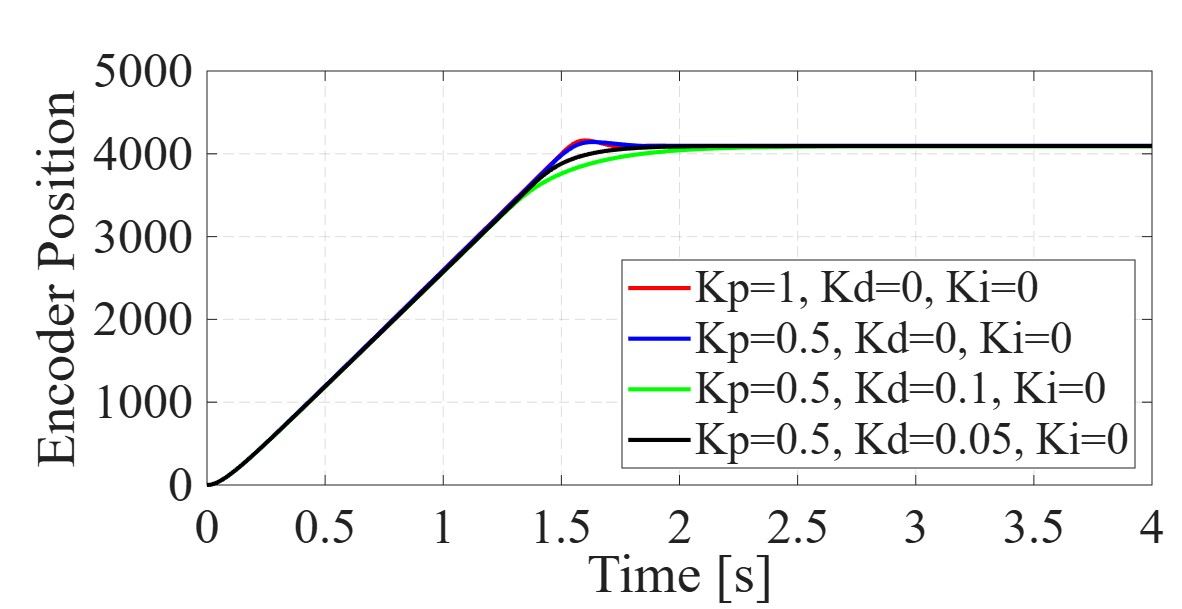 5000
4000
3000
2000
1000
0
Encoder Position
Kp=1, Kd=0, Ki=0
Kp=0.5, Kd=0, Ki=0
Kp=0.5, Kd=0.1, Ki=0
Kp=0.5, Kd=0.05, Ki=0
0 0.5 1 1.5 2 2.5 3 3.5 4
Time [s]